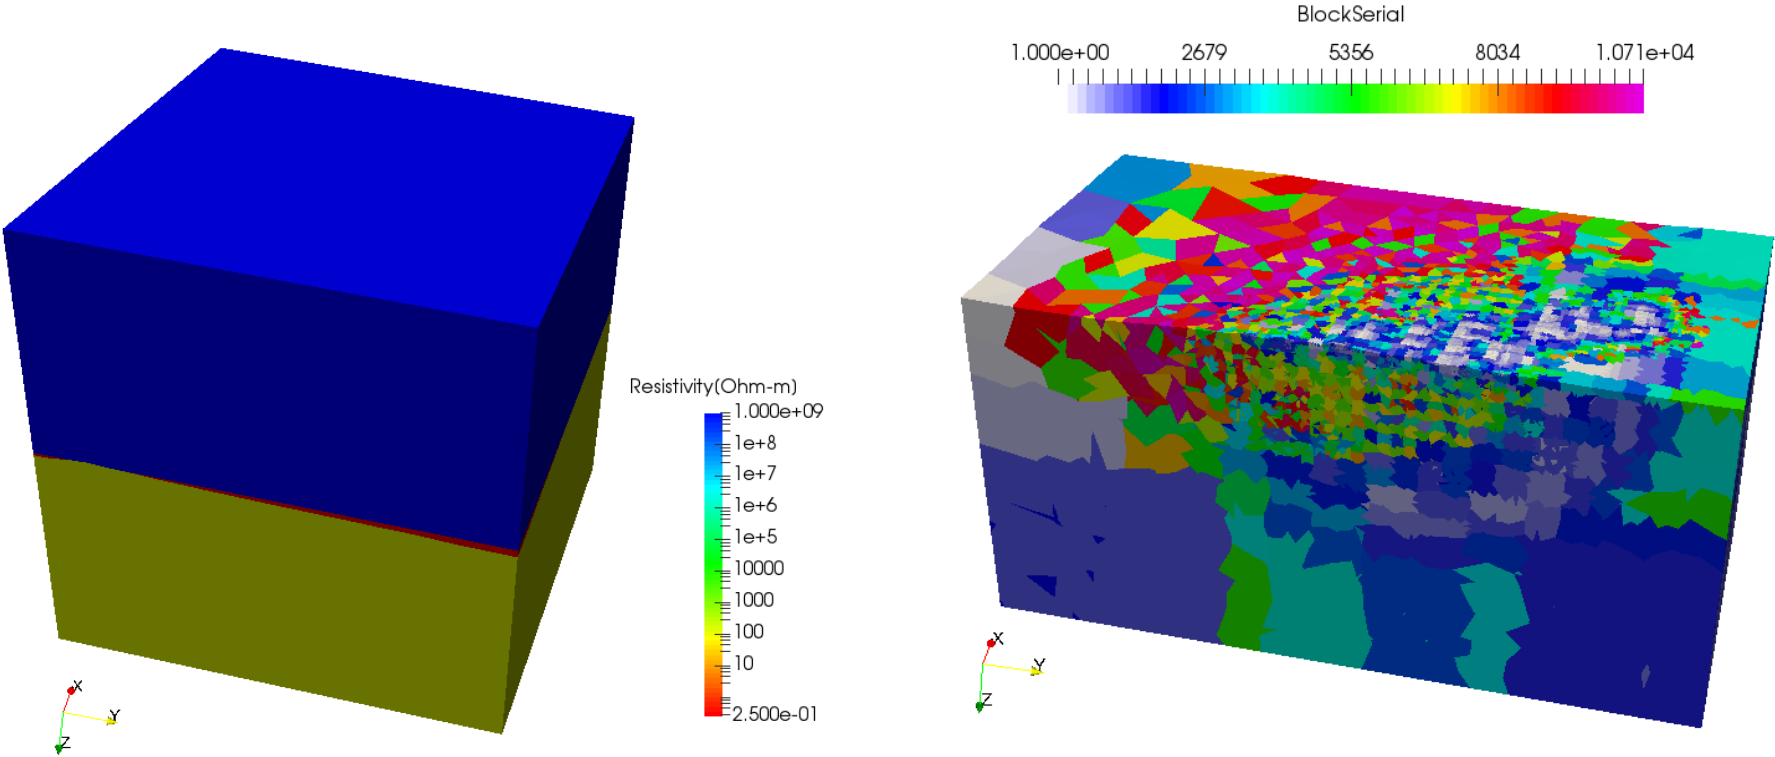 BlockSerial
1.000e+00 2679 5356 8034 1.071e+04
Resistivity[Ohm-m]
1.000e+09
1e+8
1e+7
1e+6
1e+5
10000
1000
100
10
2.500e-01
X
Y
Z
X
Y
Z